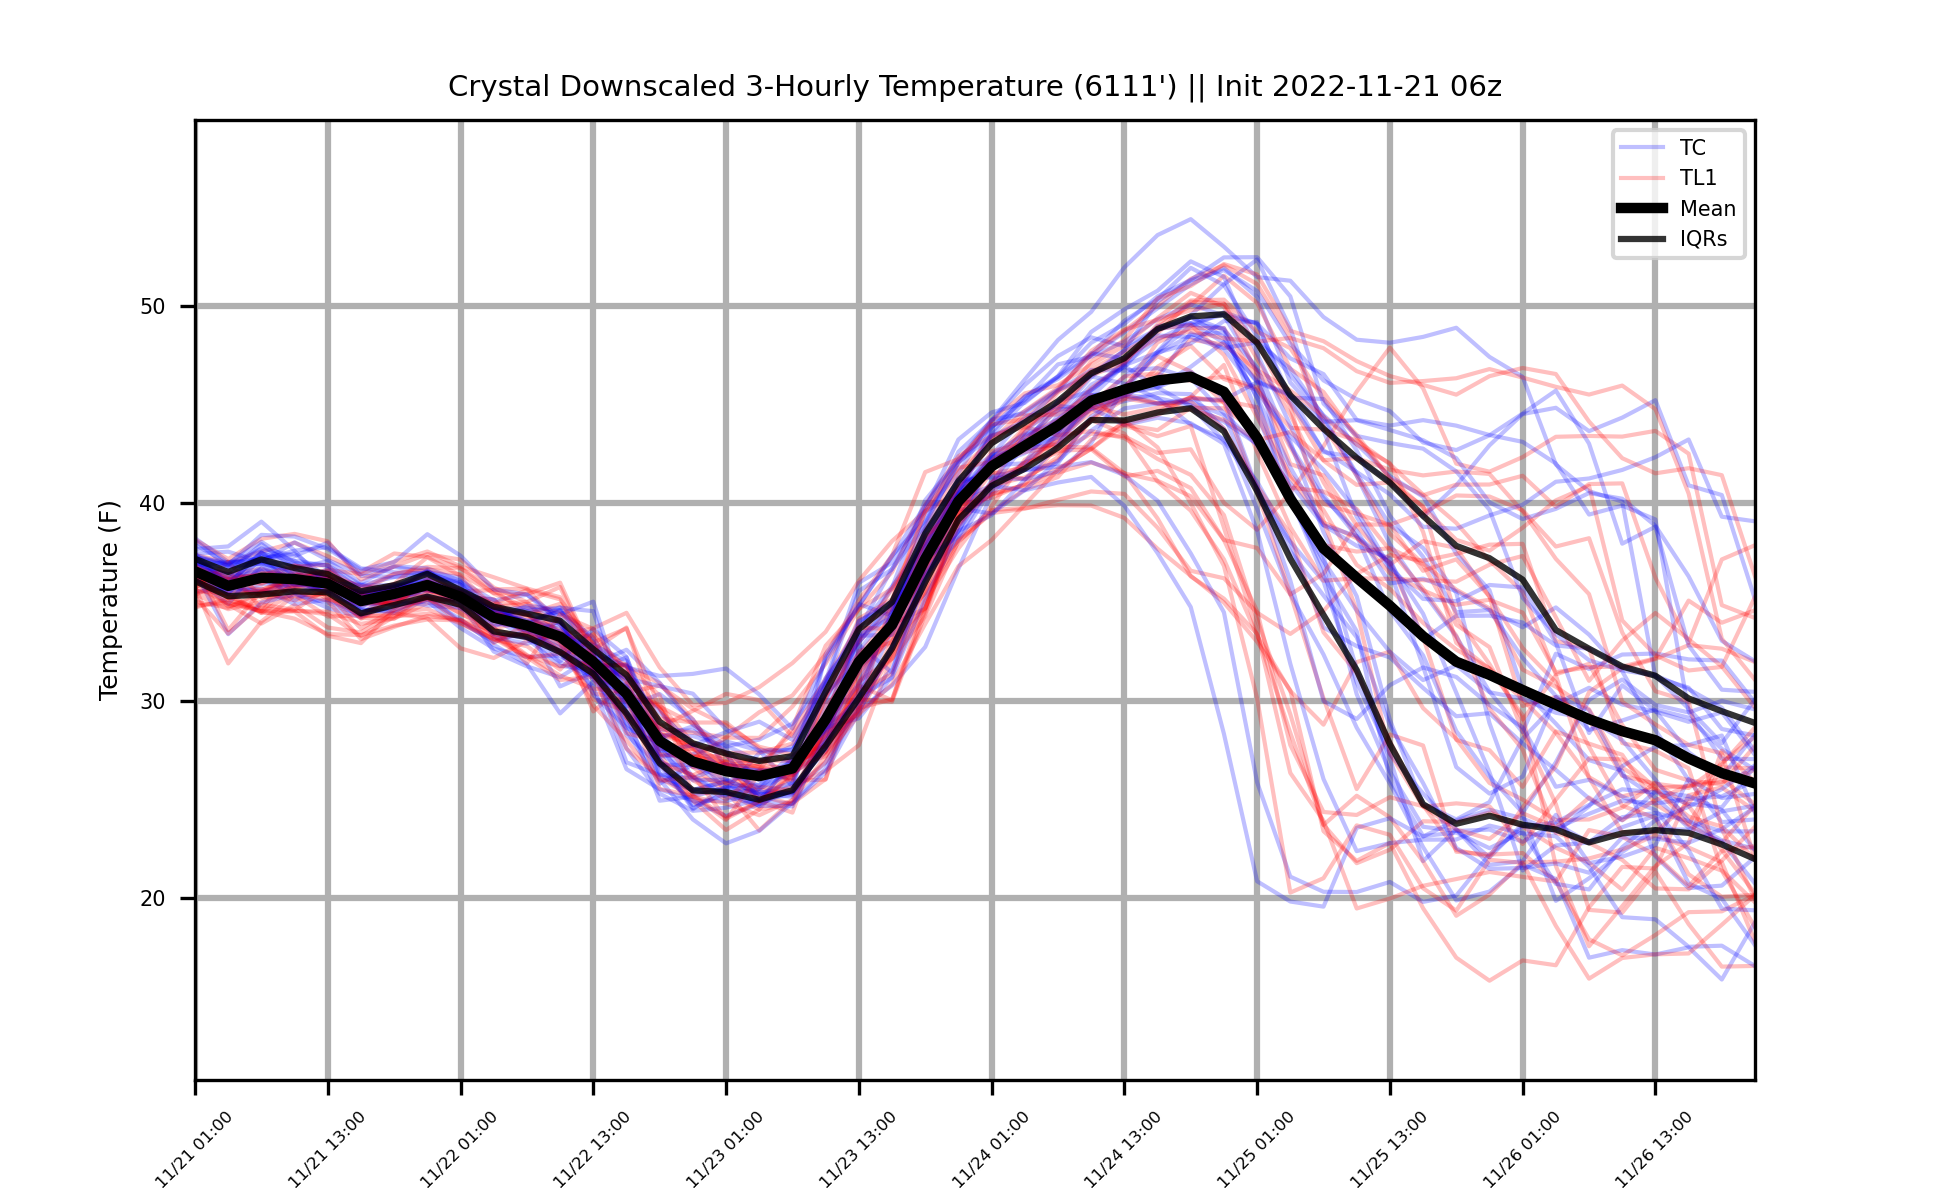 Crystal Downscaled 3-Hourly Temperature (6111') || Init 2022-11-21 06z
TC
TL1
Mean
IQRs
Temperature (F)
50
40
30
20
11/21 01:00
11/21 13:00
11/22 01:00
11/22 13:00
11/23 01:00
11/23 13:00
11/24 01:00
11/24 13:00
11/25 01:00
11/25 13:00
11/26 01:00
11/26 13:00